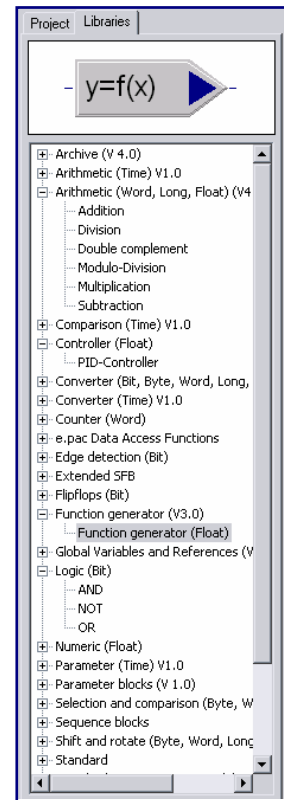 Project Libraries
y=f(x)
Archive (V 4.0)
Arithmetic (Time) V1.0
Arithmetic (Word, Long, Float) (V4
Addition
Division
Double complement
Modulo-Division
Multiplication
Subtraction
Comparison (Time) V1.0
Controller (Float)
PID-Controller
Converter (Bit, Byte, Word, Long,
Converter (Time) V1.0
Counter (Word)
e.pac Data Access Functions
Edge detection (Bit)
Extended SFB
Flipflops (Bit)
Function generator (V3.0)
Function generator (Float)
Global Variables and References (V
Logic (Bit)
AND
NOT
OR
Numeric (Float)
Parameter (Time) V1.0
Parameter blocks (V 1.0)
Selection and comparison (Byte, W
Sequence blocks
Shift and rotate (Byte, Word, Long
Standard